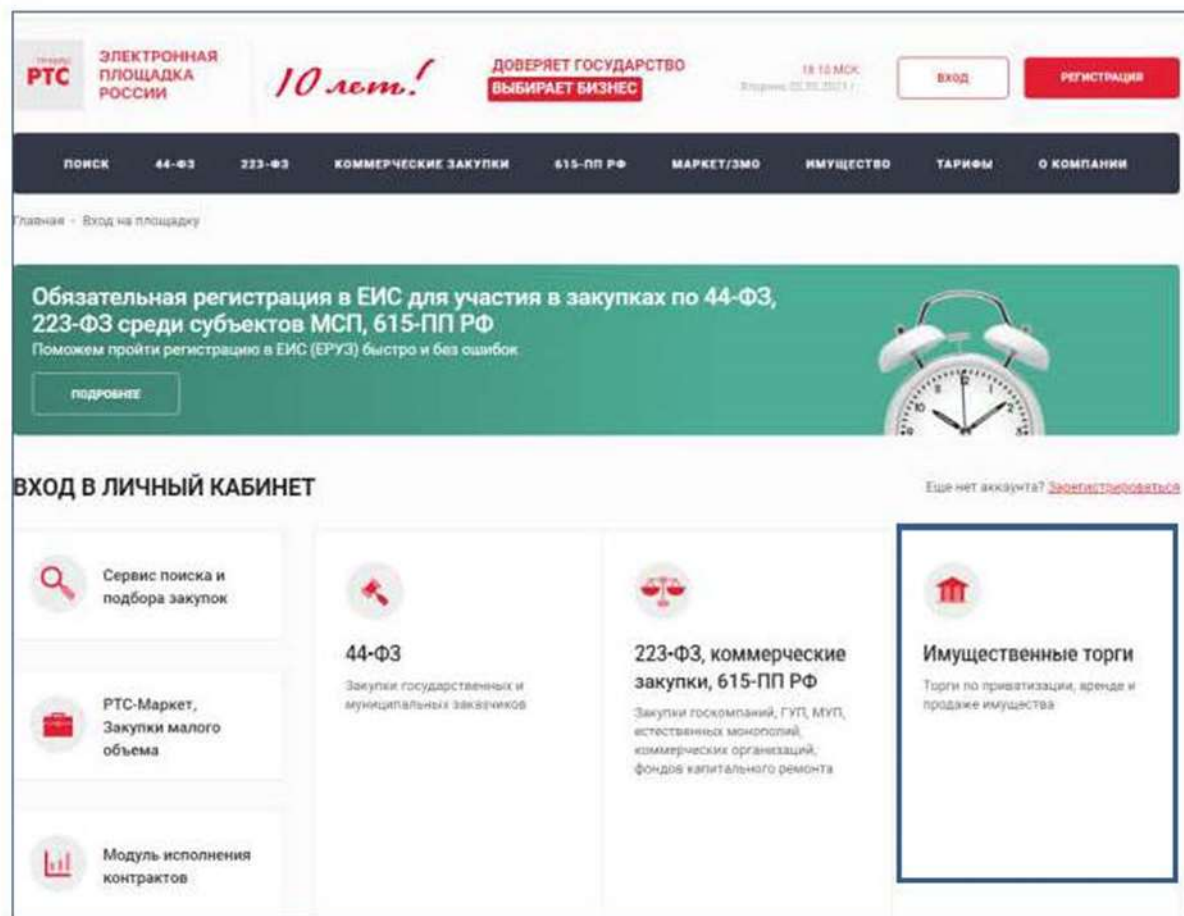 РТС
ЭЛЕКТРОННАЯ
ПЛОЩАДКА
РОССИИ
10 лет!
ДОВЕРЯЕТ ГОСУДАРСТВО
ВЫБИРАЕТ БИЗНЕС
18:10 МСК
ВХОД
РЕГИСТРАЦИЯ
ПОИСК 44-ФЗ 223-ФЗ КОММЕРЧЕСКИЕ ЗАКУПКИ 615-ПП РФ МАРКЕТ/ЗМО ИМУЩЕСТВО ТАРИФЫ О КОМПАНИИ
Главная - Вход на площадку
Обязательная регистрация в ЕИС для участия в закупках по 44-ФЗ,
223-ФЗ среди субъектов МСП, 615-ПП РФ
Поможем пройти регистрацию в ЕИС (ЕРУЗ) быстро и без ошибок
ПОДРОБНЕЕ
ВХОД В ЛИЧНЫЙ КАБИНЕТ
Еще нет аккаунта? Зарегистрироваться
Сервис поиска и
подбора закупок
РТС-Маркет,
Закупки малого
объема
Модуль исполнения
контрактов
44-ФЗ
Закупки государственных и
муниципальных заказчиков
223-ФЗ, коммерческие
закупки, 615-ПП РФ
Закупки госкомпаний, ГУП, МУП,
естественных монополий,
коммерческих организаций,
фондов капитального ремонта
Имущественные торги
Торги по приватизации, аренде и
продаже имущества